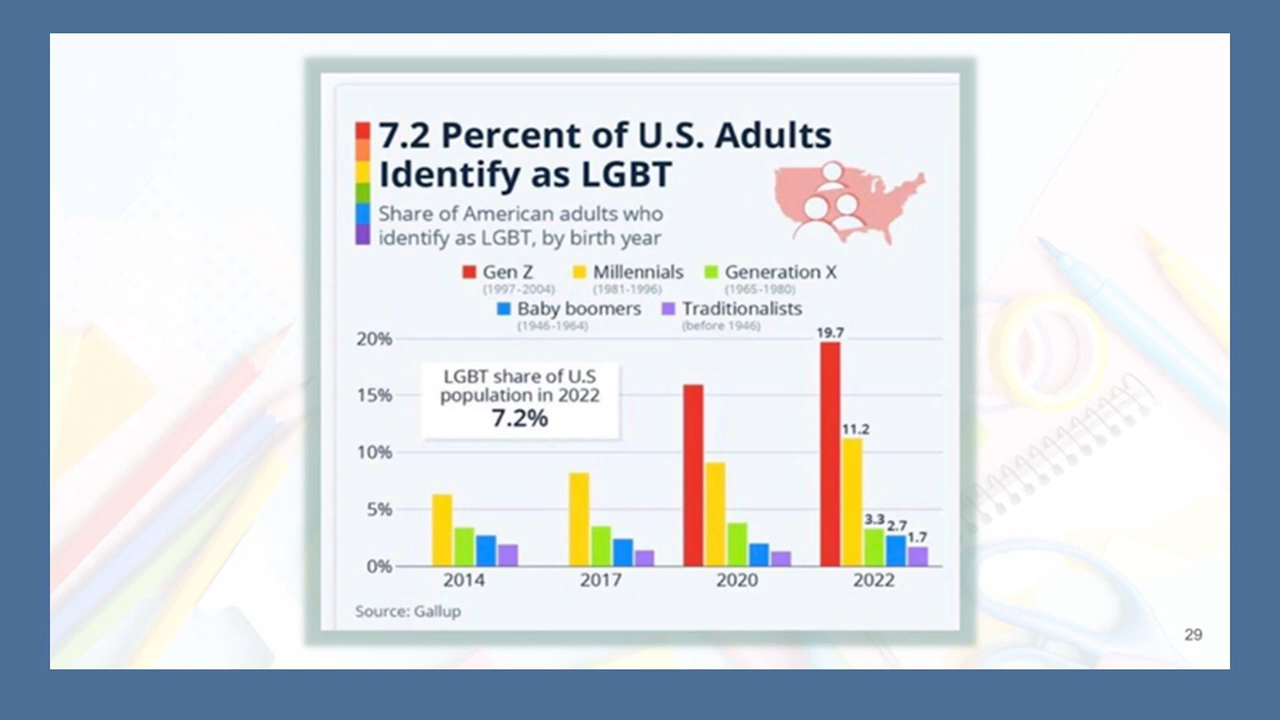 7.2 Percent of U.S. Adults
Identify as LGBT
Share of American adults who
identify as LGBT, by birth year
Gen Z
(1997-2004)
Millennials
(1981-1996)
Generation X
(1965-1980)
Baby boomers
(1946-1964)
Traditionalists
(before 1946)
20%
15%
10%
5%
0%
LGBT share of U.S
population in 2022
7.2%
19.7
11.2
3.3
2.7
1.7
2014
2017
2020
2022
Source: Gallup
29